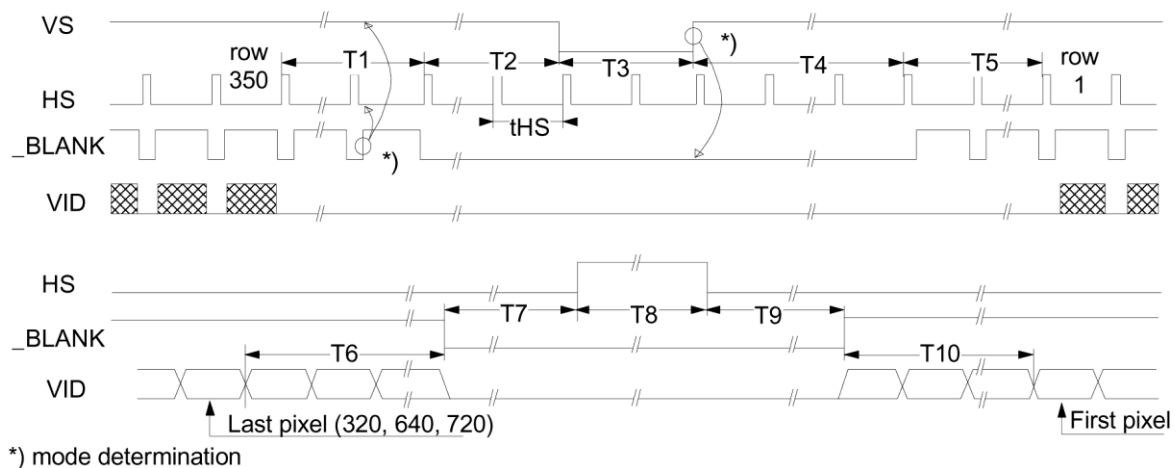 VS
*)
row
350
T1
T2
T3
T4
T5
row
1
HS
tHS
_BLANK
*)
VID
HS
T7
T8
T9
_BLANK
T6
T10
VID
Last pixel (320, 640, 720)
First pixel
*) mode determination